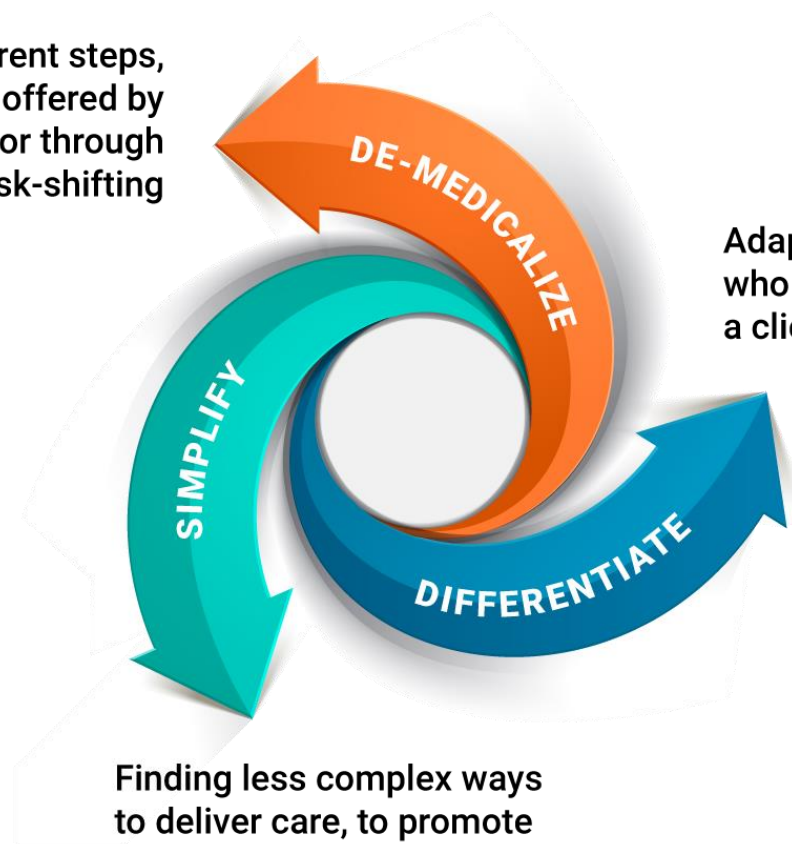 rent steps,
offered by
or through
sk-shifting
DE-MEDICALIZE
Adap
who
a clie
SIMPLIFY
DIFFERENTIATE
Finding less complex ways
to deliver care, to promote